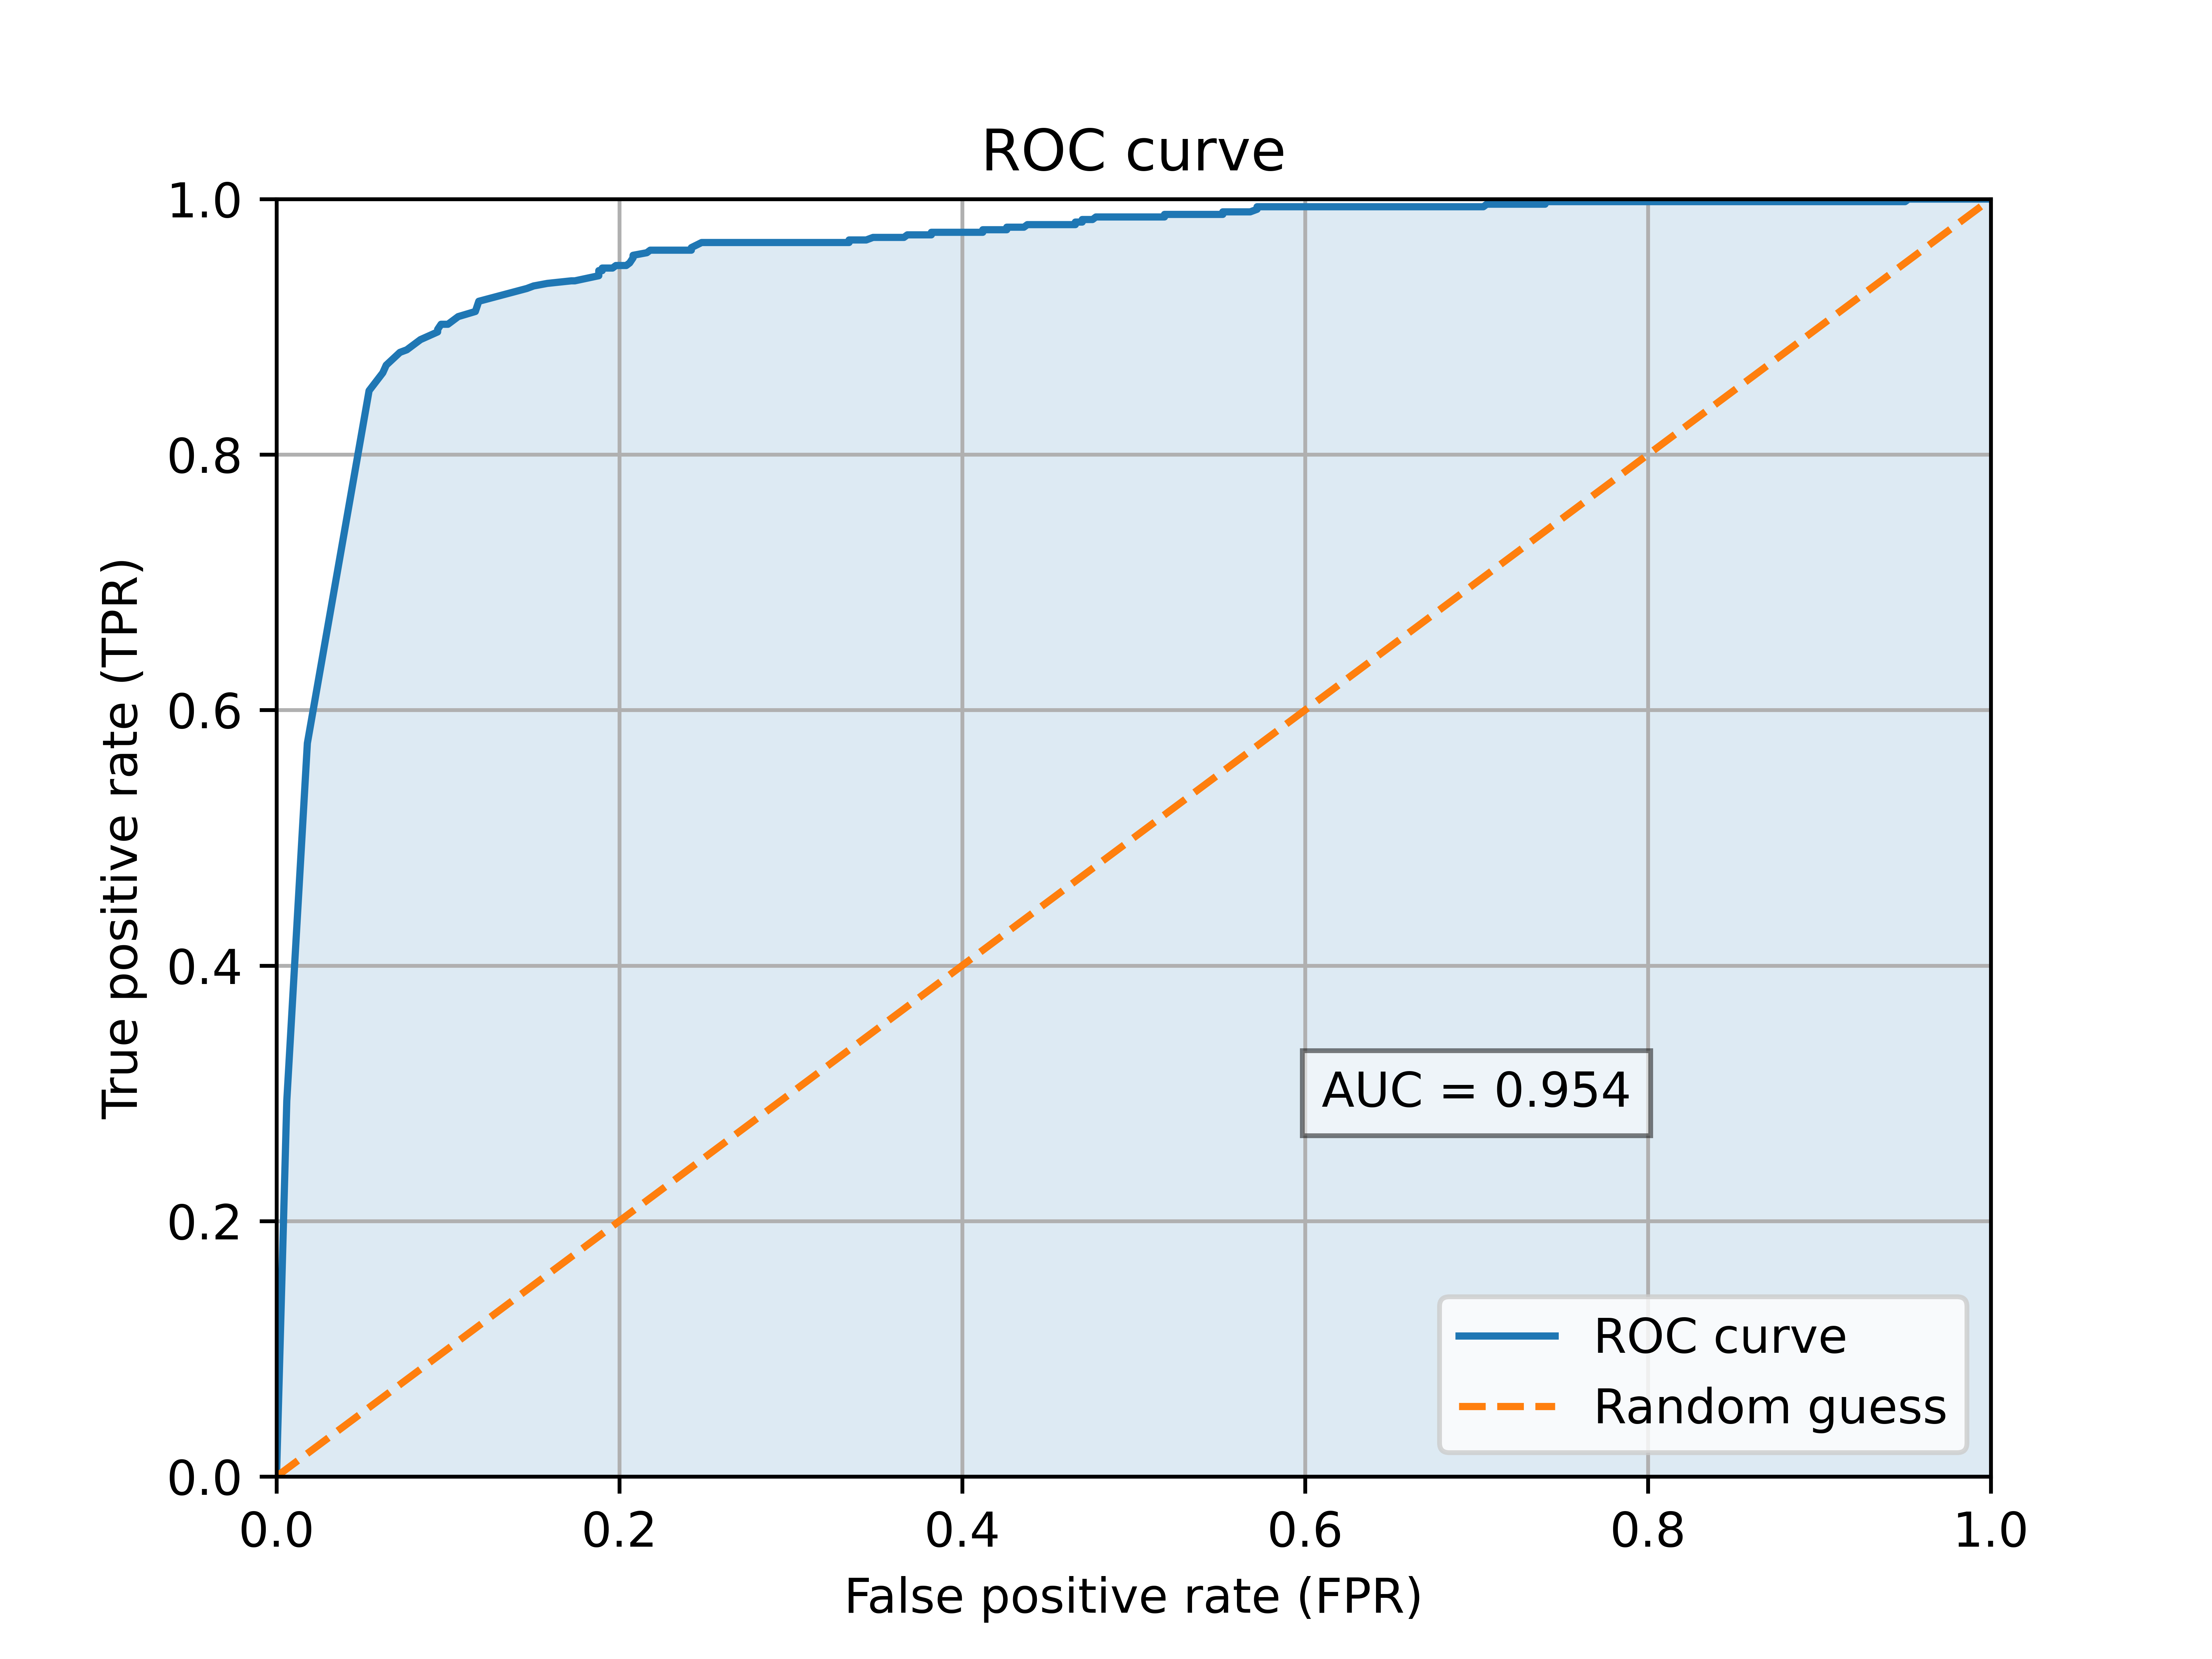 ROC curve
1.0
0.8
0.6
0.4
0.2
0.0
True positive rate (TPR)
AUC = 0.954
ROC curve
Random guess
0.0 0.2 0.4 0.6 0.8 1.0
False positive rate (FPR)